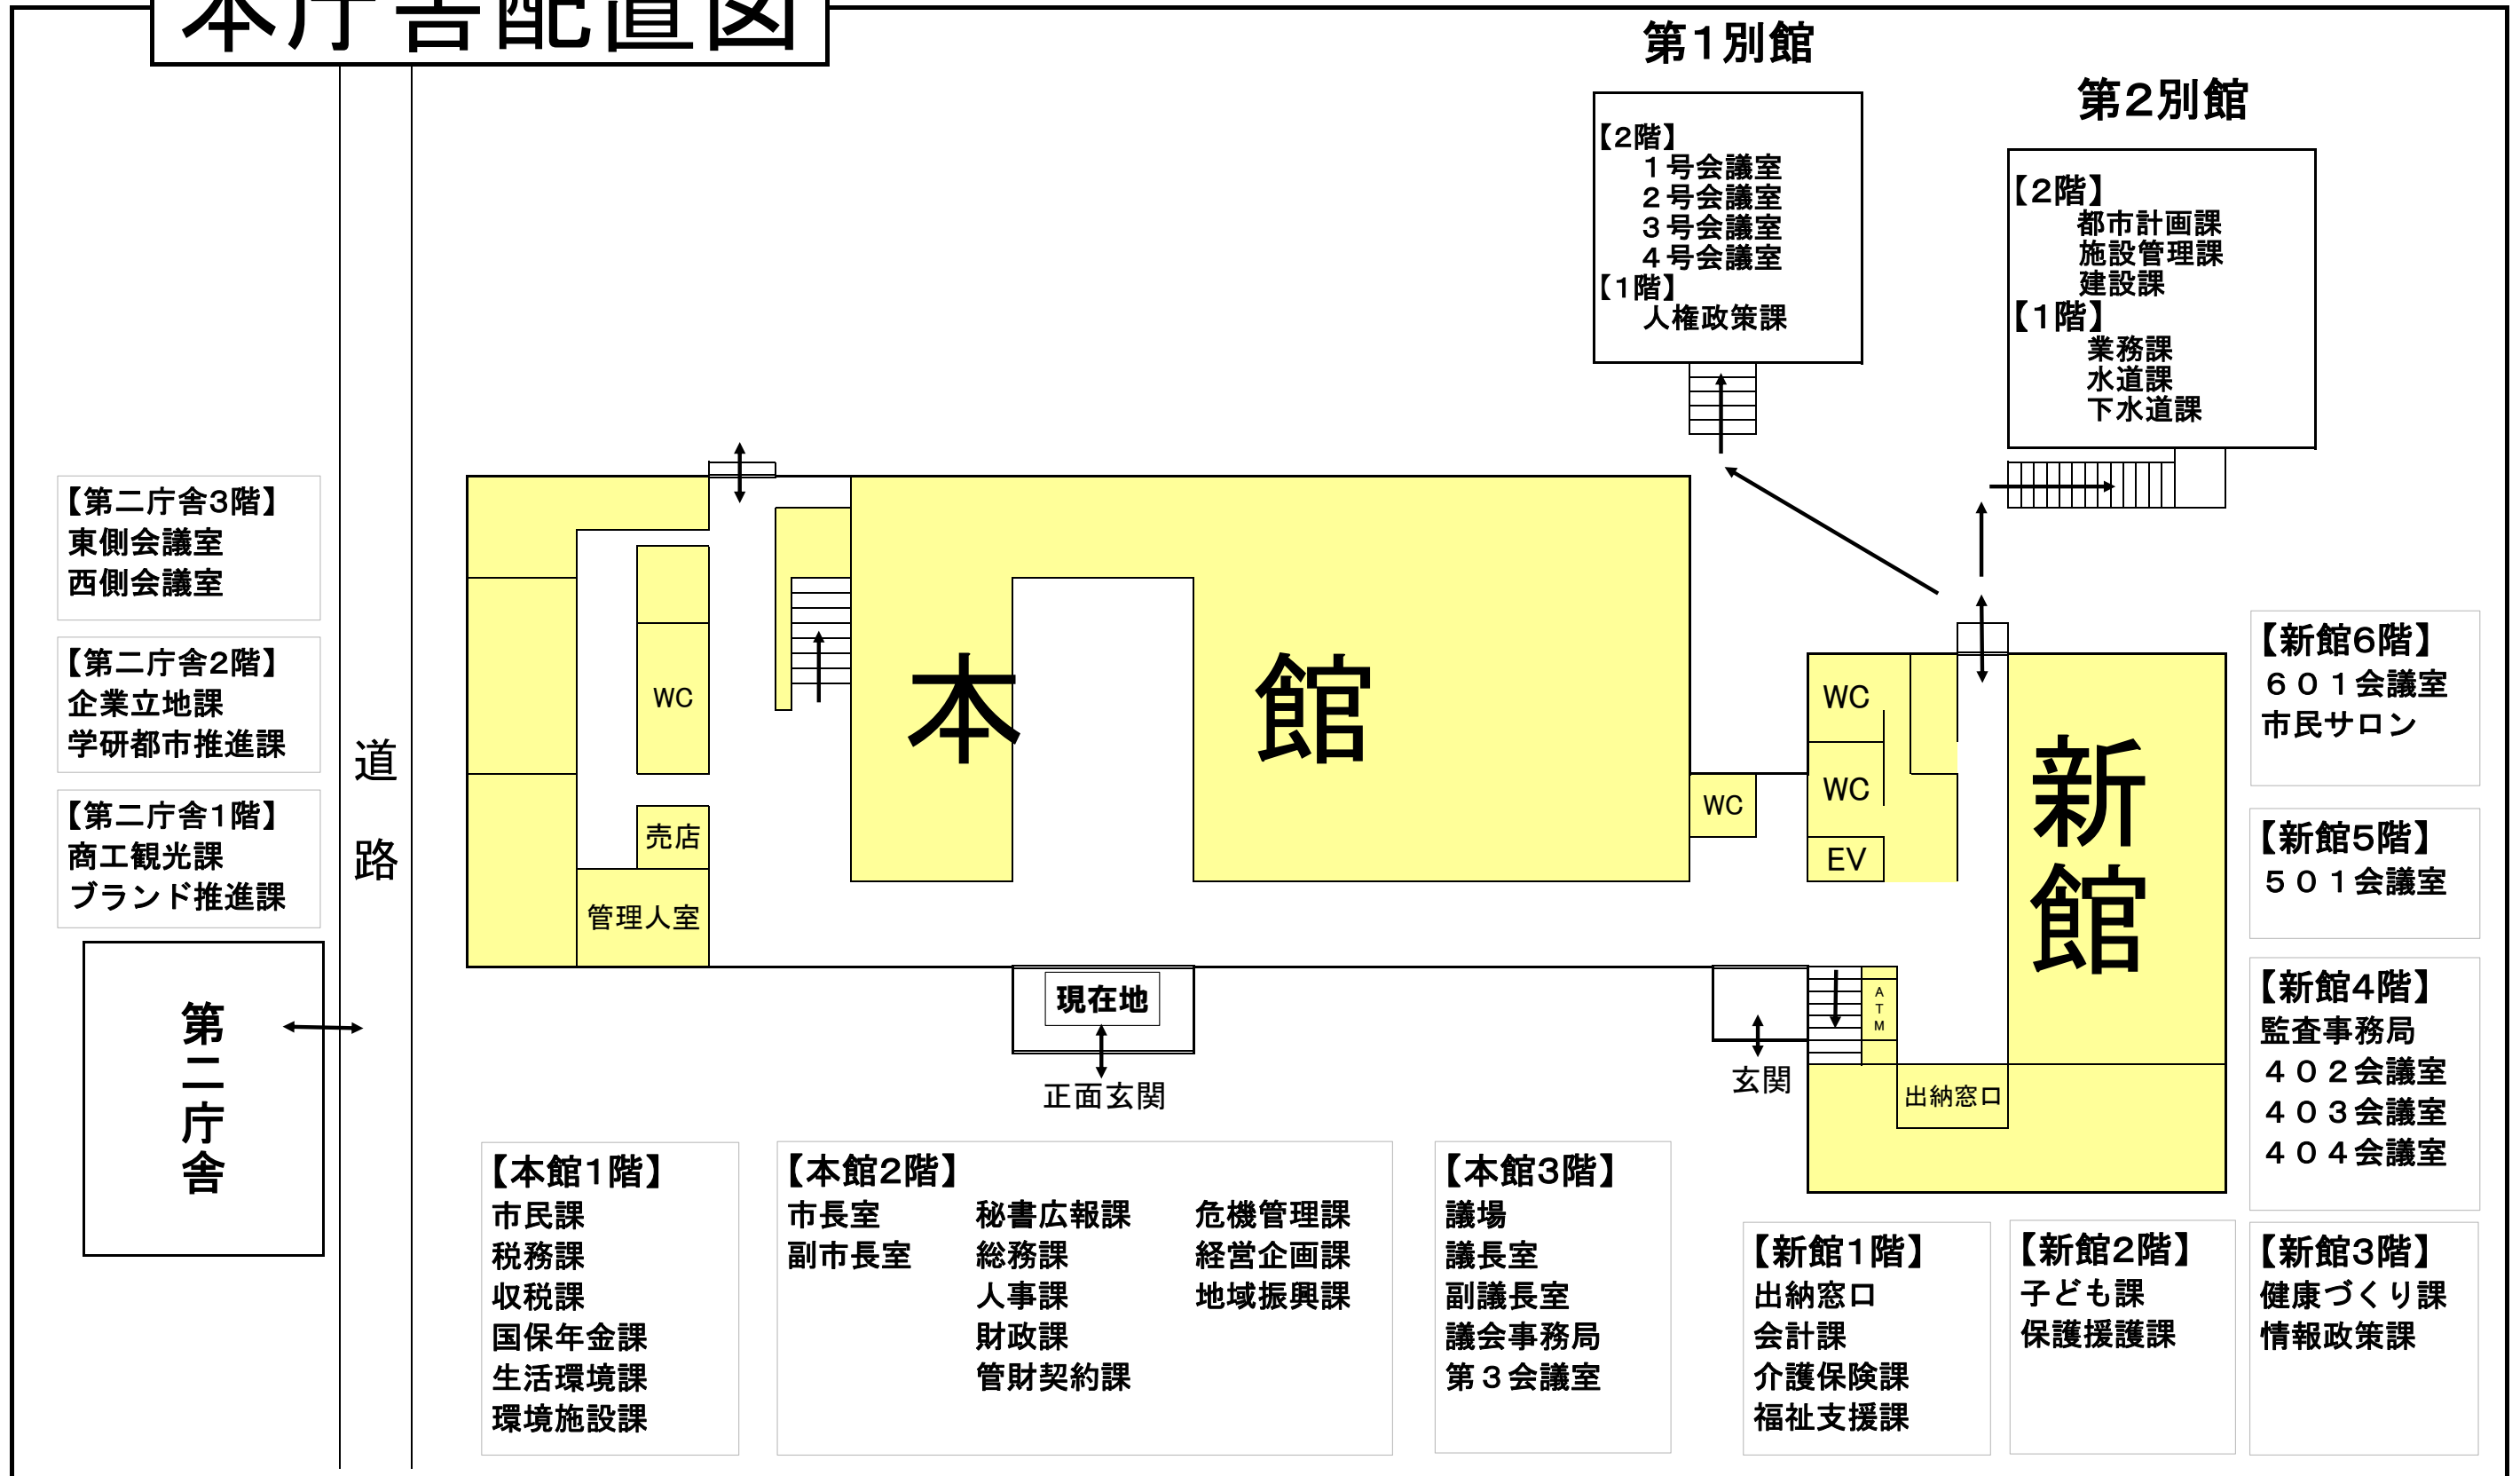 本庁舎配置図
第1別館
【2階】
１号会議室
２号会議室
３号会議室
４号会議室
【1階】
人権政策課
第2別館
【2階】
都市計画課
施設管理課
建設課
【1階】
業務課
水道課
下水道課
【第二庁舎3階】
東側会議室
西側会議室
【第二庁舎2階】
企業立地課
学研都市推進課
【第二庁舎1階】
商工観光課
ブランド推進課
第二庁舎
道路
本館
WC
売店
管理人室
WC
WC
WC
EV
新館
ATM
出納窓口
現在地
正面玄関
玄関
【新館6階】
６０１会議室
市民サロン
【新館5階】
５０１会議室
【新館4階】
監査事務局
４０２会議室
４０３会議室
４０４会議室
【本館1階】
市民課
税務課
収税課
国保年金課
生活環境課
環境施設課
【本館2階】
市長室 秘書広報課 危機管理課
副市長室 総務課 経営企画課
人事課 地域振興課
財政課
管財契約課
【本館3階】
議場
議長室
副議長室
議会事務局
第３会議室
【新館1階】
出納窓口
会計課
介護保険課
福祉支援課
【新館2階】
子ども課
保護援護課
【新館3階】
健康づくり課
情報政策課